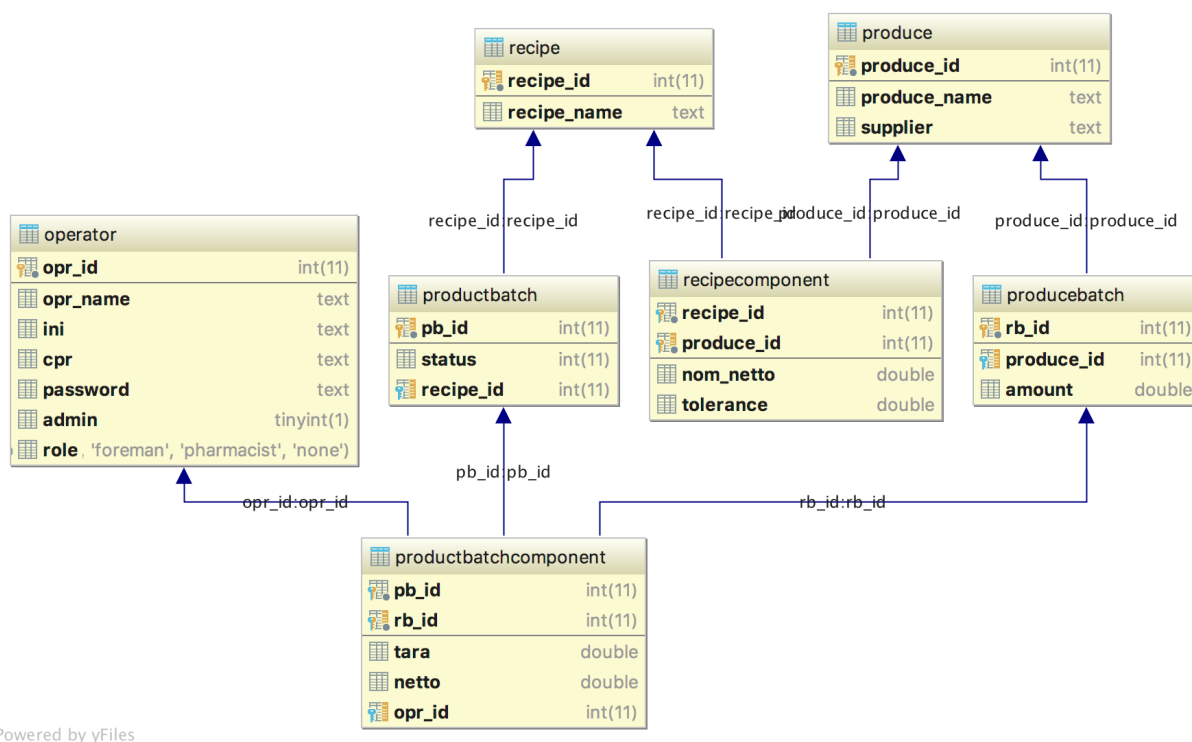 recipe
recipe_id int(11)
recipe_name text
produce
produce_id int(11)
produce_name text
supplier text
recipe_id:recipe_id
recipe_id:recipe_id
produce_id:produce_id
produce_id:produce_id
operator
opr_id int(11)
opr_name text
ini text
cpr text
password text
admin tinyint(1)
role , 'foreman', 'pharmacist', 'none')
productbatch
pb_id int(11)
status int(11)
recipe_id int(11)
recipecomponent
recipe_id int(11)
produce_id int(11)
nom_netto double
tolerance double
producebatch
rb_id int(11)
produce_id int(11)
amount double
opr_id:opr_id
pb_id:pb_id
rb_id:rb_id
productbatchcomponent
pb_id int(11)
rb_id int(11)
tara double
netto double
opr_id int(11)
Powered by yFiles